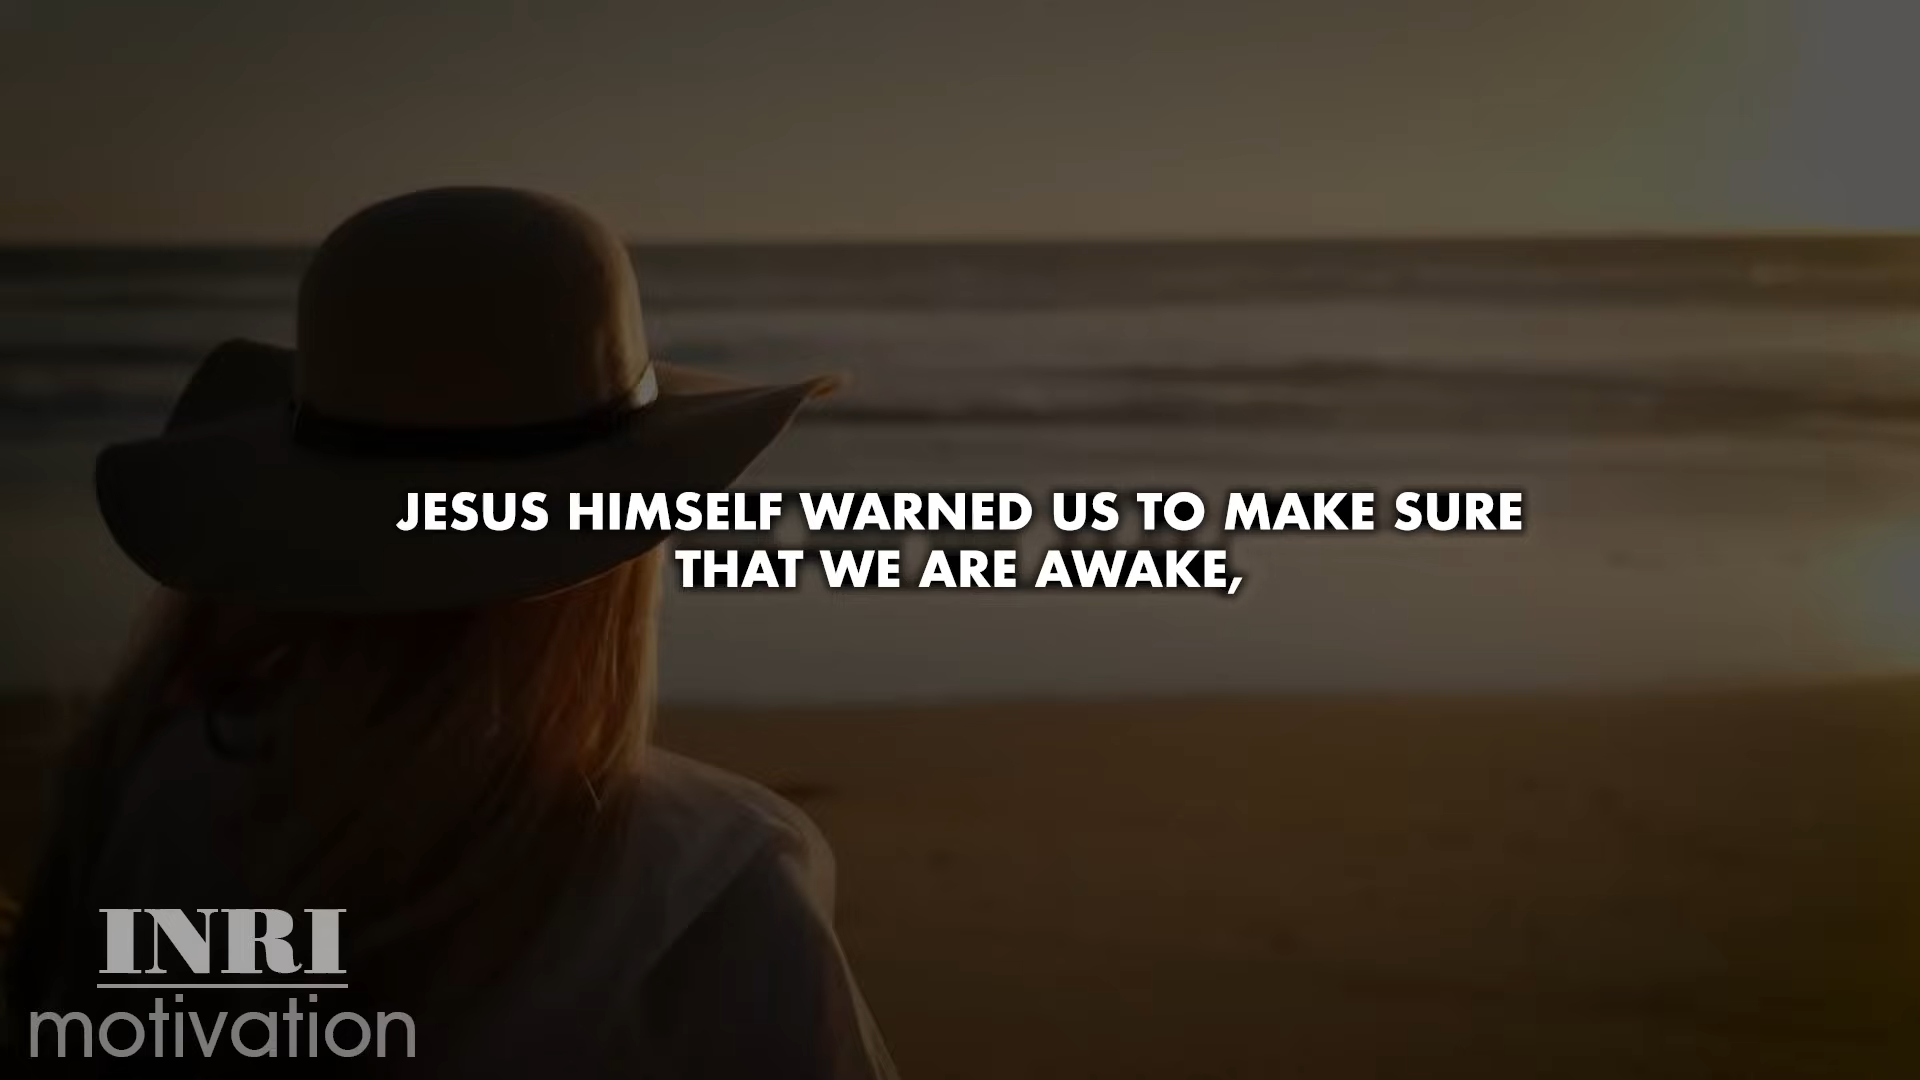 JESUS HIMSELF WARNED US TO MAKE SURE
THAT WE ARE AWAKE,
INRI
motivation